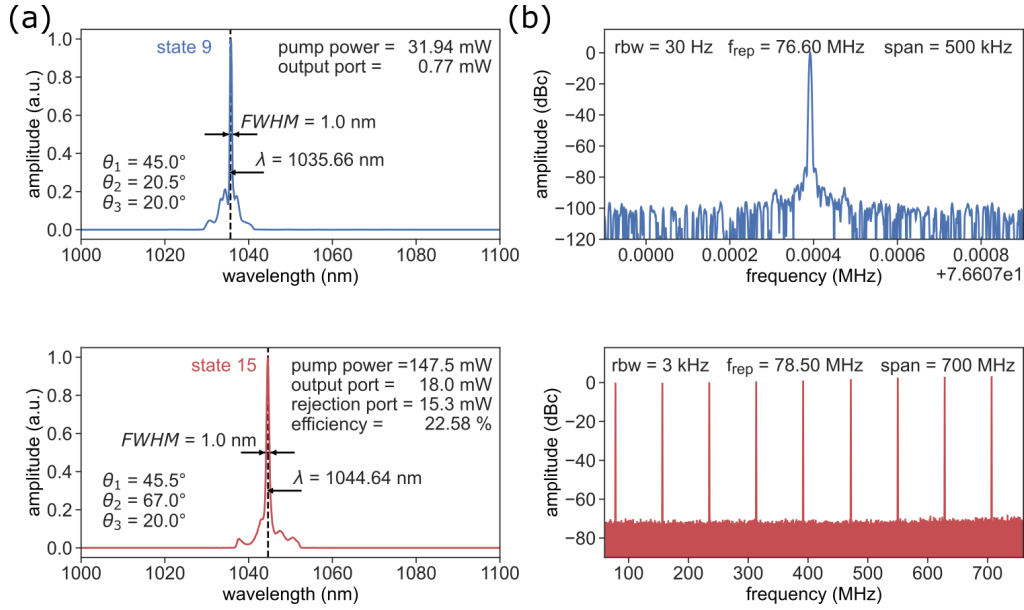 (a)
(b)
state 9
pump power = 31.94 mW
output port = 0.77 mW
FWHM = 1.0 nm
λ = 1035.66 nm
θ1 = 45.0°
θ2 = 20.5°
θ3 = 20.0°
amplitude (a.u.)
1.0
0.8
0.6
0.4
0.2
0.0
1000 1020 1040 1060 1080 1100
wavelength (nm)
rbw = 30 Hz frep = 76.60 MHz span = 500 kHz
amplitude (dBc)
0
−20
−40
−60
−80
−100
−120
0.0000 0.0002 0.0004 0.0006 0.0008
frequency (MHz)
+7.6607e1
state 15
pump power =147.5 mW
output port = 18.0 mW
rejection port = 15.3 mW
efficiency = 22.58 %
FWHM = 1.0 nm
λ = 1044.64 nm
θ1 = 45.5°
θ2 = 67.0°
θ3 = 20.0°
amplitude (a.u.)
1.0
0.8
0.6
0.4
0.2
0.0
1000 1020 1040 1060 1080 1100
wavelength (nm)
rbw = 3 kHz frep = 78.50 MHz span = 700 MHz
amplitude (dBc)
0
−20
−40
−60
−80
100 200 300 400 500 600 700
frequency (MHz)